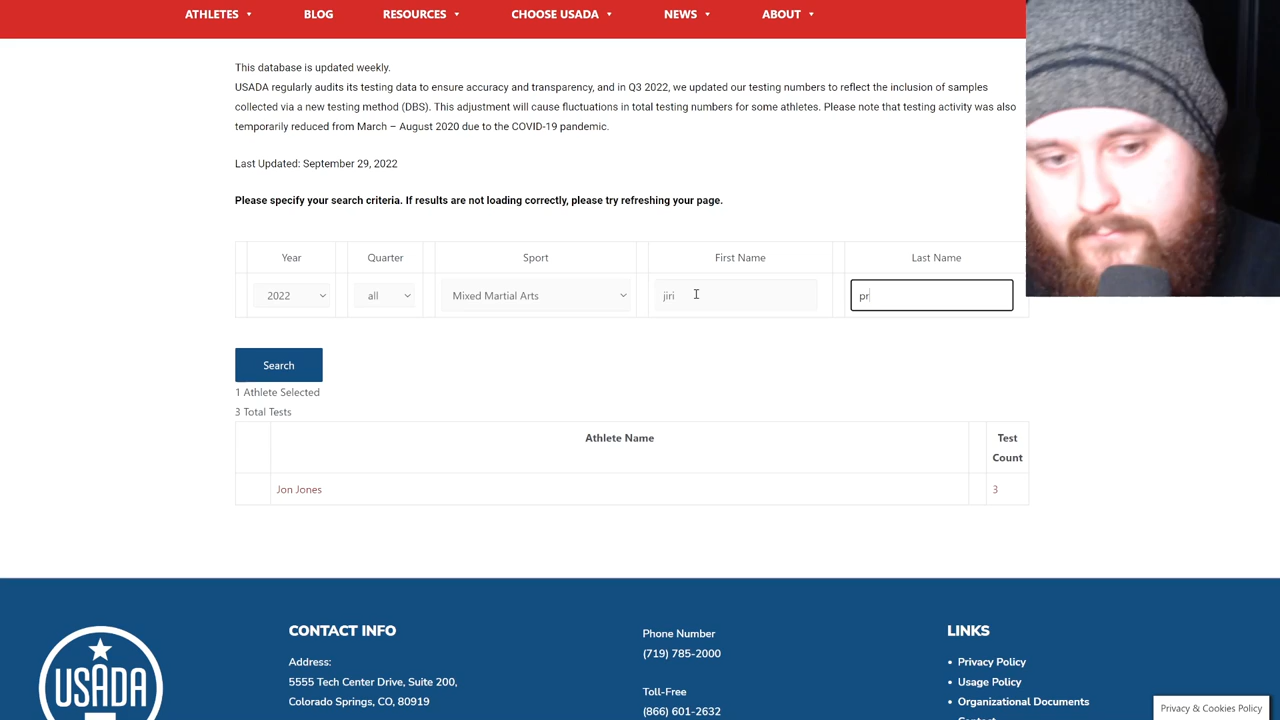 ATHLETES BLOG RESOURCES CHOOSE USADA NEWS ABOUT
This database is updated weekly.
USADA regularly audits its testing data to ensure accuracy and transparency, and in Q3 2022, we updated our testing numbers to reflect the inclusion of samples
collected via a new testing method (DBS). This adjustment will cause fluctuations in total testing numbers for some athletes. Please note that testing activity was also
temporarily reduced from March – August 2020 due to the COVID-19 pandemic.
Last Updated: September 29, 2022
Please specify your search criteria. If results are not loading correctly, please try refreshing your page.
Year Quarter Sport First Name Last Name
2022 all Mixed Martial Arts jiri pr
Search
1 Athlete Selected
3 Total Tests
Athlete Name Test
Count
Jon Jones 3
CONTACT INFO
Address:
5555 Tech Center Drive, Suite 200,
Colorado Springs, CO, 80919
Phone Number
(719) 785-2000
Toll-Free
(866) 601-2632
LINKS
• Privacy Policy
• Usage Policy
• Organizational Documents
USADA
Privacy & Cookies Policy